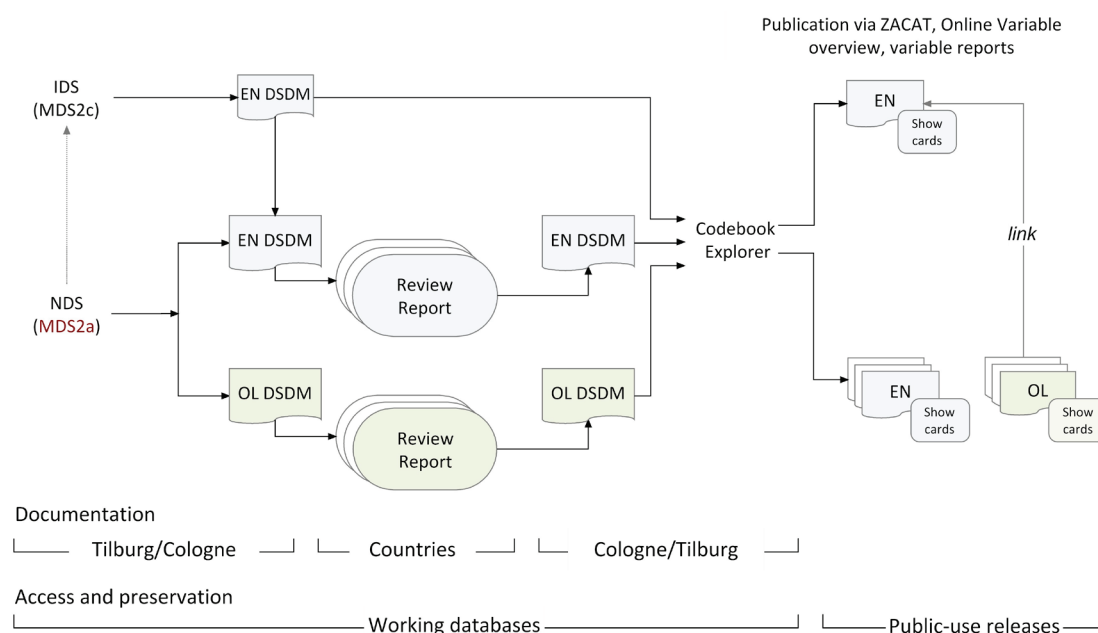 Publication via ZACAT, Online Variable
overview, variable reports
IDS
(MDS2c)
EN DSDM
EN
Show
cards
EN DSDM
EN DSDM
Codebook
Explorer
link
Review
Report
NDS
(MDS2a)
OL DSDM
OL DSDM
EN
Show
cards
OL
Show
cards
Review
Report
Documentation
Tilburg/Cologne
Countries
Cologne/Tilburg
Access and preservation
Working databases
Public-use releases